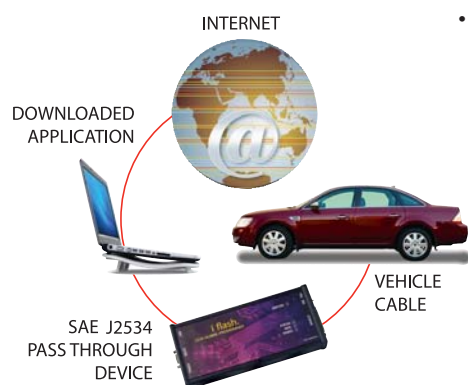 INTERNET
DOWNLOADED
APPLICATION
@
i flash
VEHICLE
CABLE
SAE J2534
PASS THROUGH
DEVICE